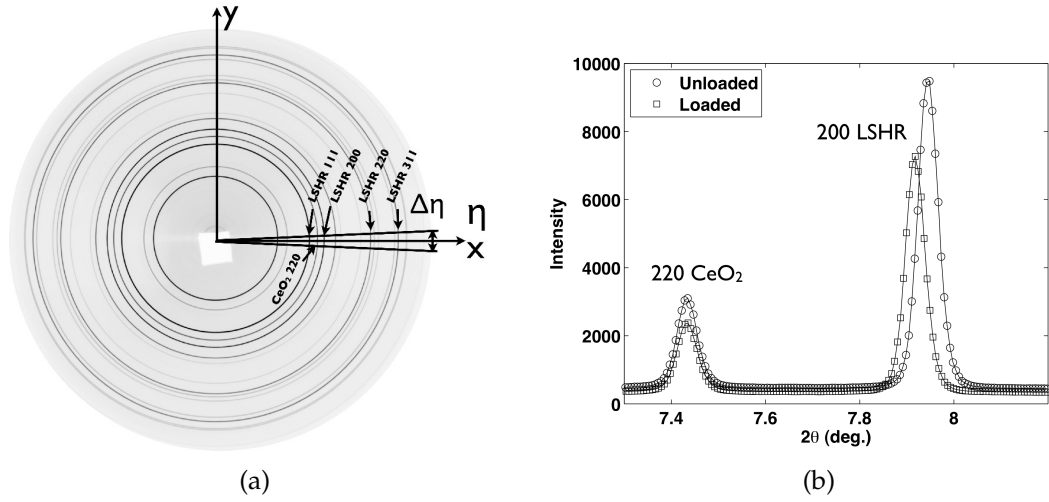 y
LSHR 111
LSHR 200
LSHR 220
LSHR 311
Δη
η
x
CeO₂ 220
(a)
10000
8000
6000
4000
2000
0
Intensity
Unloaded
Loaded
200 LSHR
220 CeO₂
7.4
7.6
7.8
8
2θ (deg.)
(b)